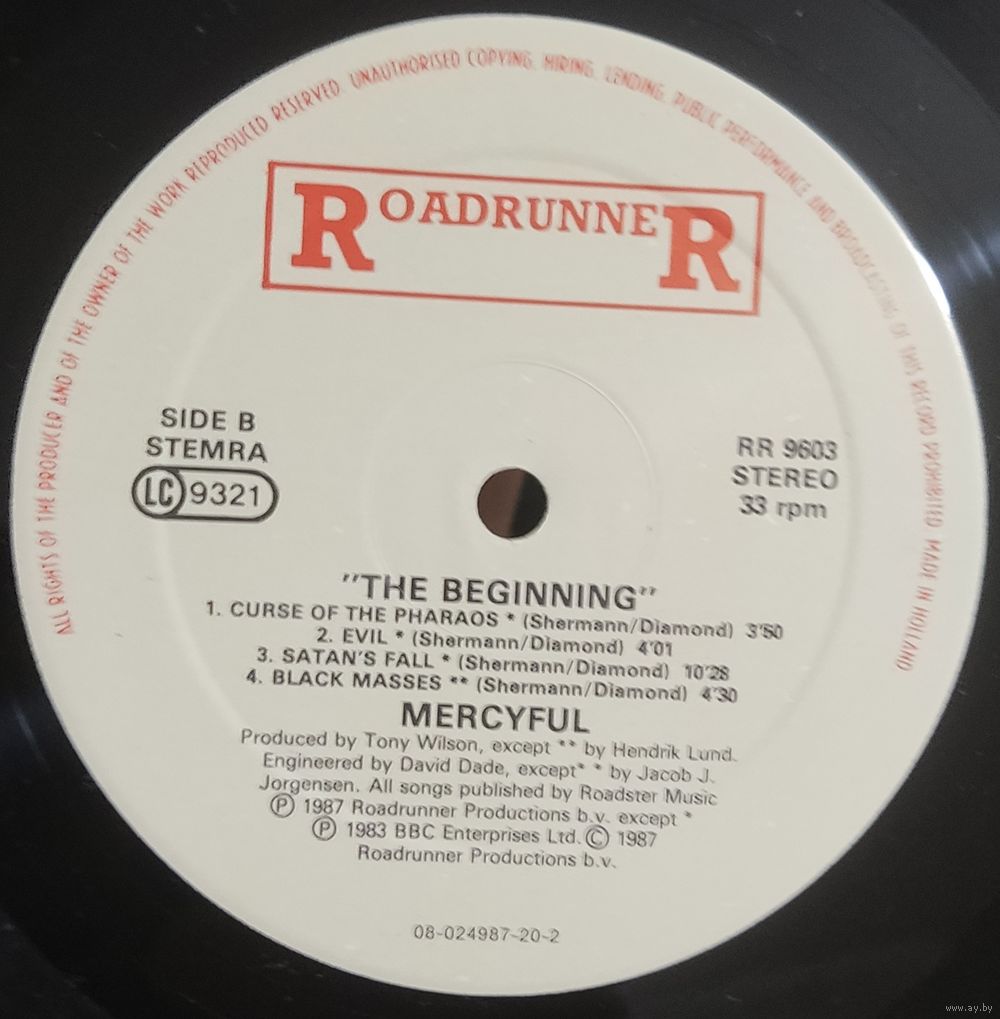 ALL RIGHTS OF THE PRODUCER AND OF THE OWNER OF THE WORK REPRODUCED RESERVED. UNAUTHORISED COPYING, HIRING, LENDING, PUBLIC PERFORMANCE AND BROADCASTING OF THIS RECORD PROHIBITED. MADE IN HOLLAND
ROADRUNNER
SIDE B
STEMRA
LC 9321
RR 9603
STEREO
33 rpm
"THE BEGINNING"
1. CURSE OF THE PHARAOS * (Shermann/Diamond) 3'50
2. EVIL * (Shermann/Diamond) 4'01
3. SATAN'S FALL * (Shermann/Diamond) 10'28
4. BLACK MASSES ** (Shermann/Diamond) 4'30
MERCYFUL
Produced by Tony Wilson, except ** by Hendrik Lund.
Engineered by David Dade, except* * by Jacob J.
Jorgensen. All songs published by Roadster Music
Ⓟ 1987 Roadrunner Productions b.v. except *
Ⓟ 1983 BBC Enterprises Ltd. © 1987
Roadrunner Productions b.v.
08-024987-20-2
www.ay.by